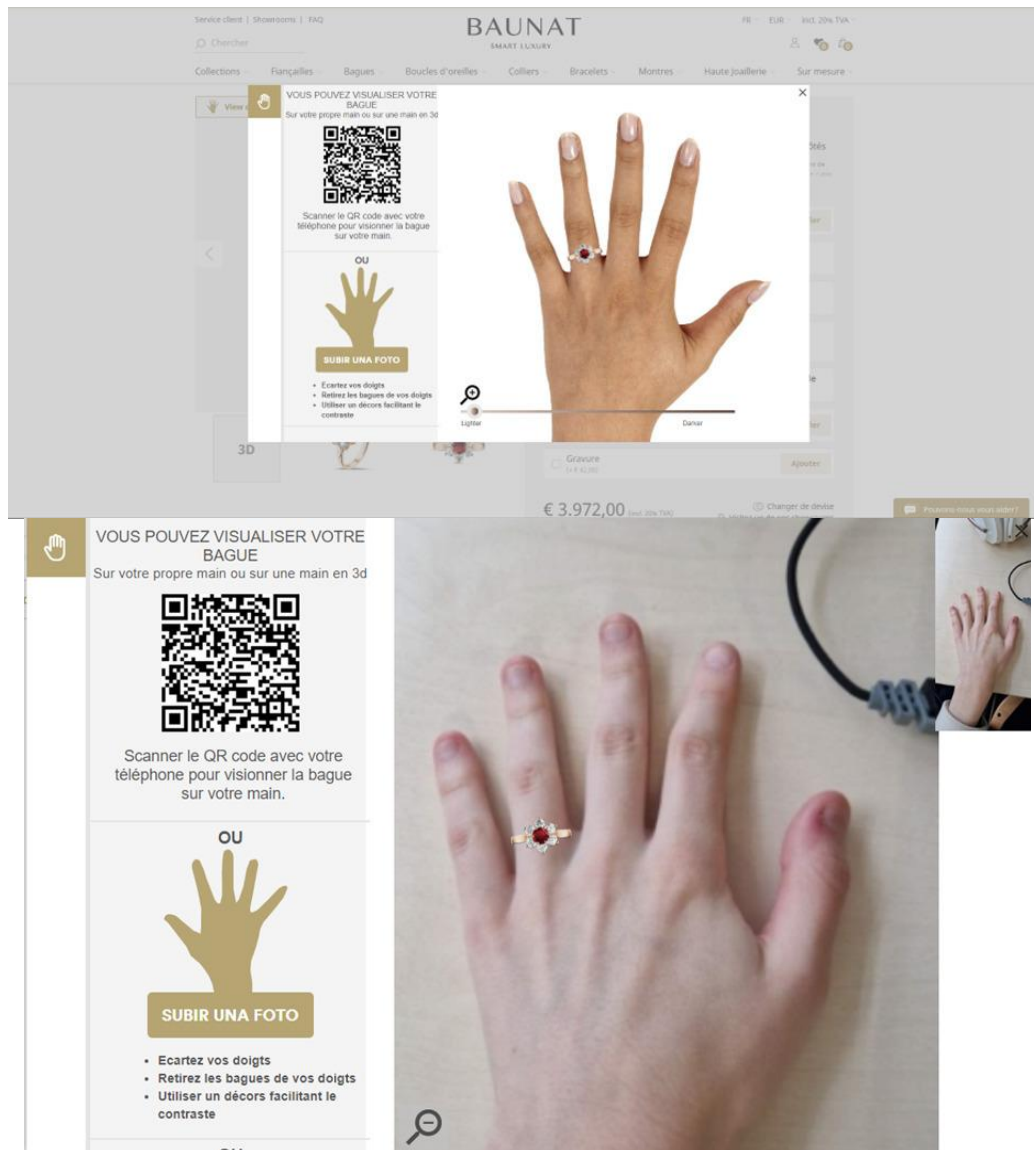 Service client | Showrooms | FAQ
BAUNAT
SMART LUXURY
FR EUR incl. 20% TVA
Chercher
Collections Fiançailles Bagues Boucles d'oreilles Colliers Bracelets Montres Haute Joaillerie Sur mesure
View
VOUS POUVEZ VISUALISER VOTRE
BAGUE
Sur votre propre main ou sur une main en 3d
Scanner le QR code avec votre
téléphone pour visionner la bague
sur votre main.
OU
SUBIR UNA FOTO
• Ecartez vos doigts
• Retirez les bagues de vos doigts
• Utiliser un décors facilitant le
contraste
Lighter
Darker
3D
Gravure
Ajouter
€ 3.972,00
Changer de devise
Pouvons-nous vous aider?
VOUS POUVEZ VISUALISER VOTRE
BAGUE
Sur votre propre main ou sur une main en 3d
Scanner le QR code avec votre
téléphone pour visionner la bague
sur votre main.
OU
SUBIR UNA FOTO
• Ecartez vos doigts
• Retirez les bagues de vos doigts
• Utiliser un décors facilitant le
contraste